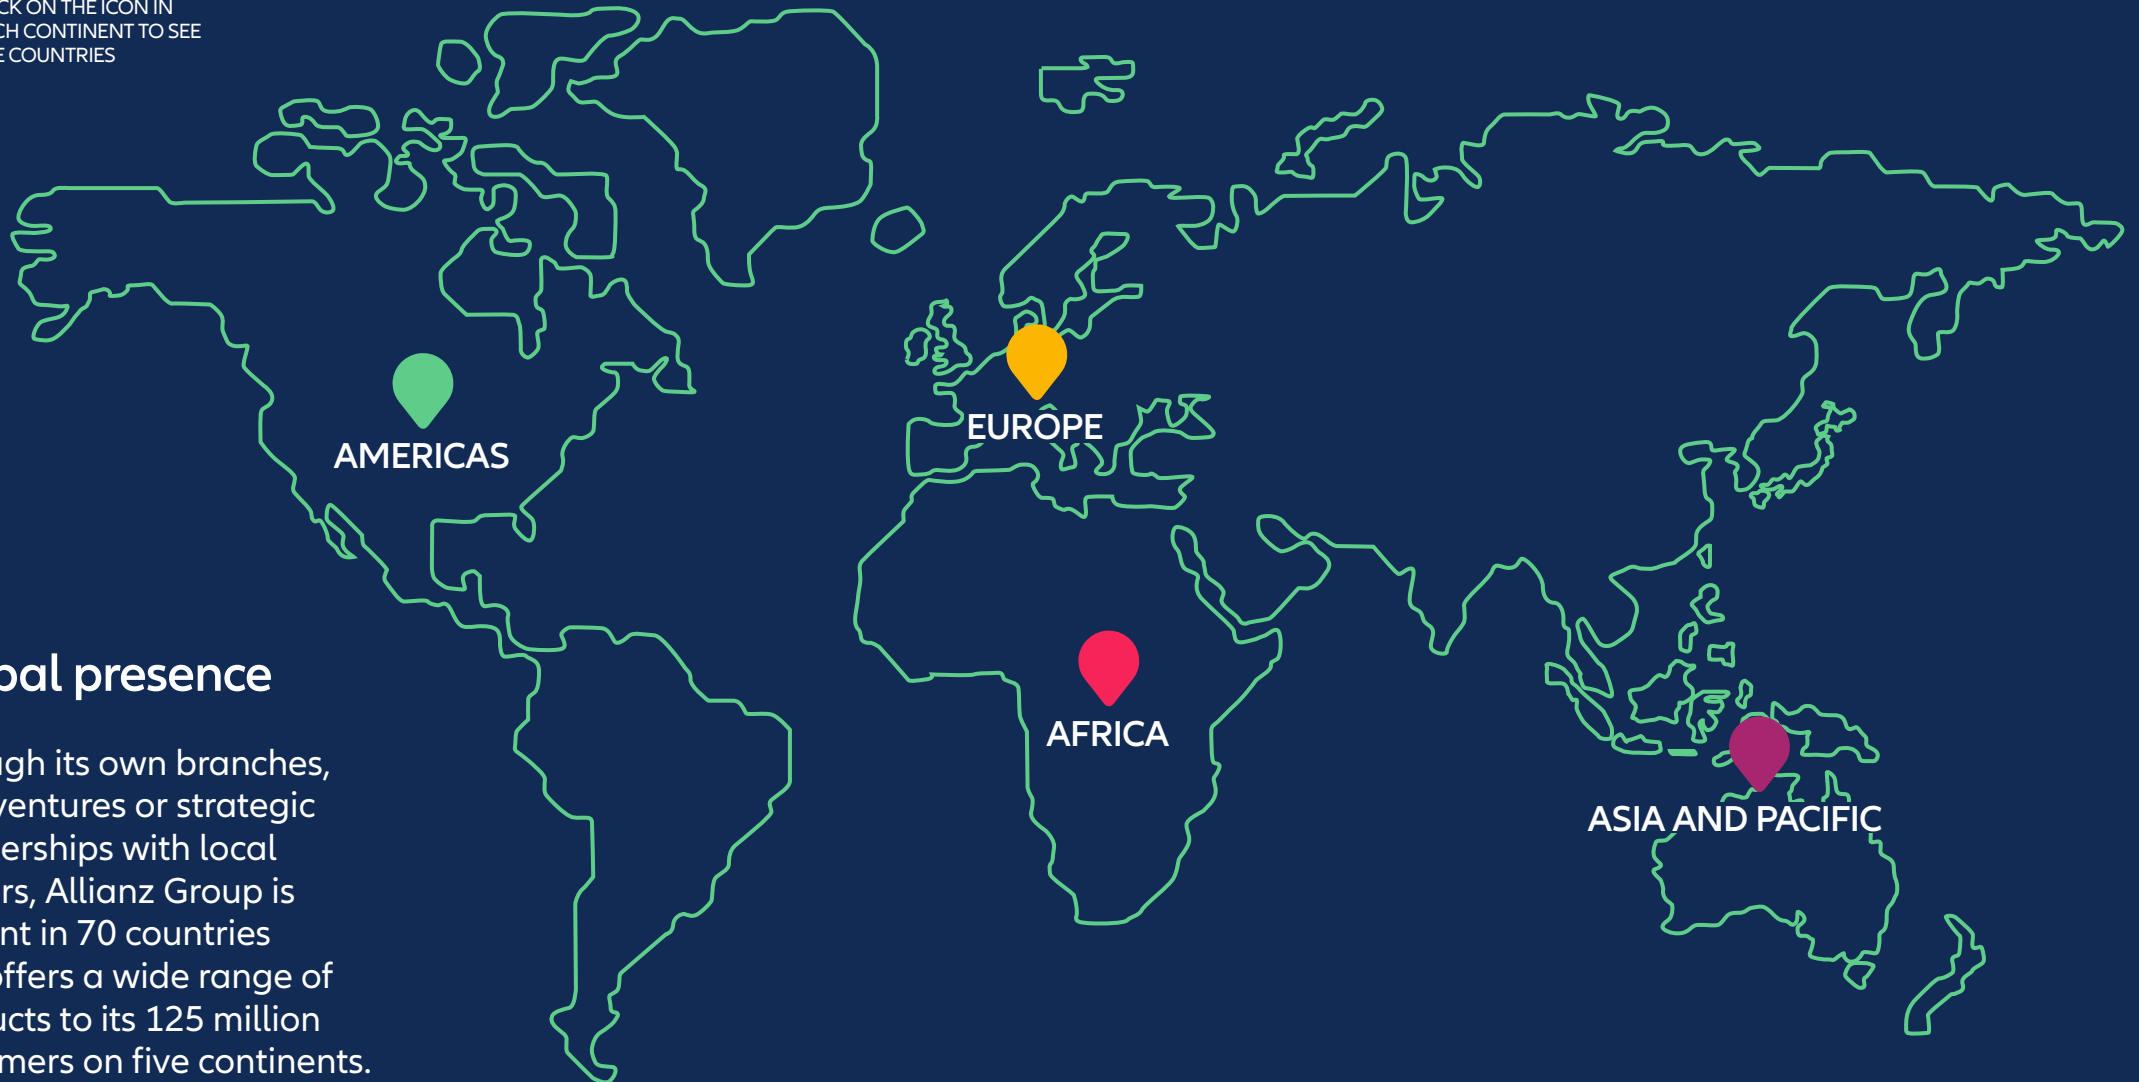 CK ON THE ICON IN
CH CONTINENT TO SEE
E COUNTRIES
AMERICAS
EUROPE
AFRICA
ASIA AND PACIFIC
bal presence
ugh its own branches,
ventures or strategic
erships with local
rs, Allianz Group is
nt in 70 countries
offers a wide range of
ucts to its 125 million
mers on five continents.